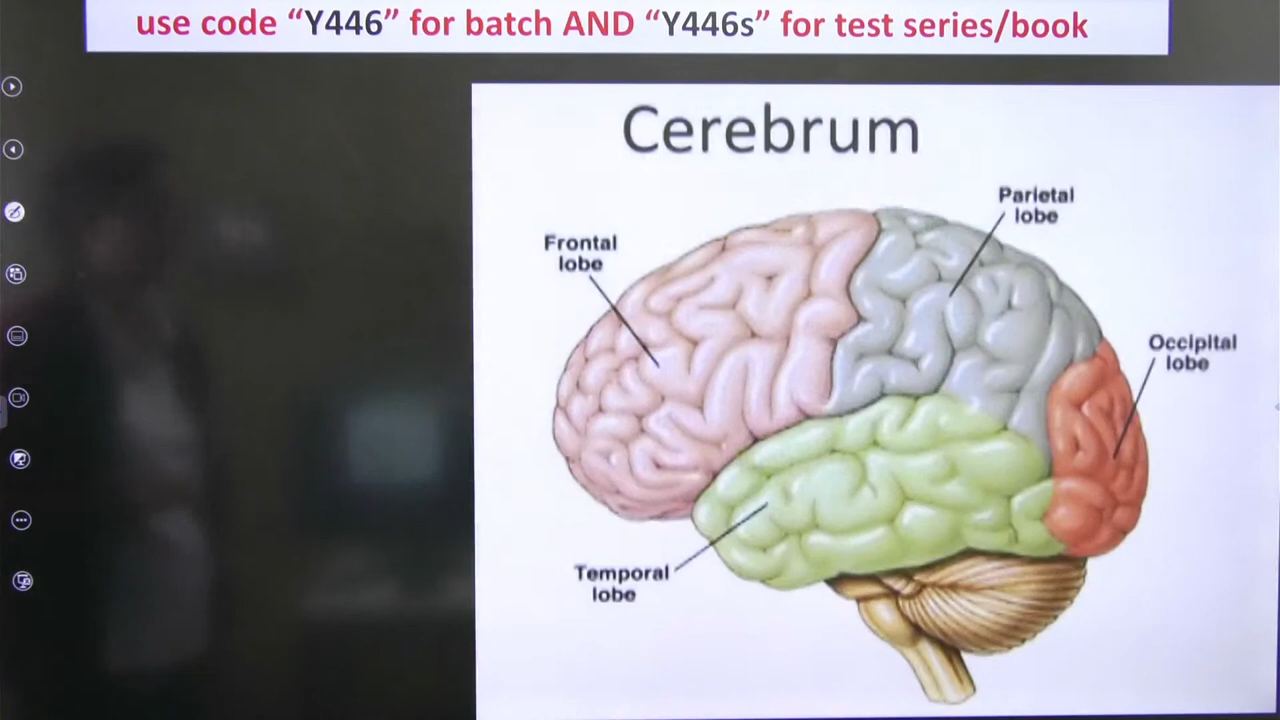 use code “Y446” for batch AND “Y446s” for test series/book
Cerebrum
Parietal
lobe
Frontal
lobe
Occipital
lobe
Temporal
lobe